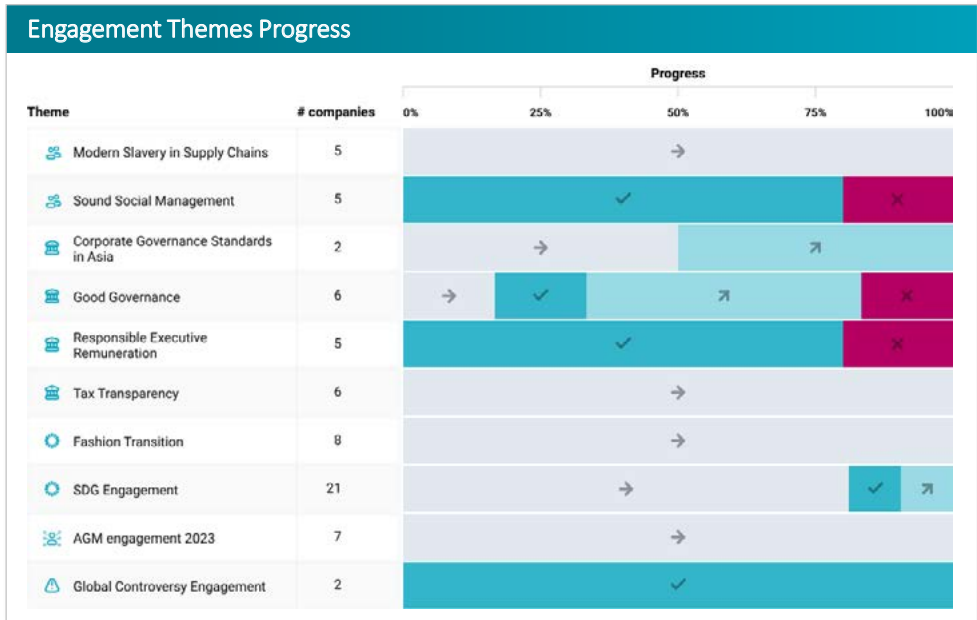 Engagement Themes Progress
Progress
Theme # companies 0% 25% 50% 75% 100%
Modern Slavery in Supply Chains 5
Sound Social Management 5
Corporate Governance Standards
in Asia 2
Good Governance 6
Responsible Executive
Remuneration 5
Tax Transparency 6
Fashion Transition 8
SDG Engagement 21
AGM engagement 2023 7
Global Controversy Engagement 2